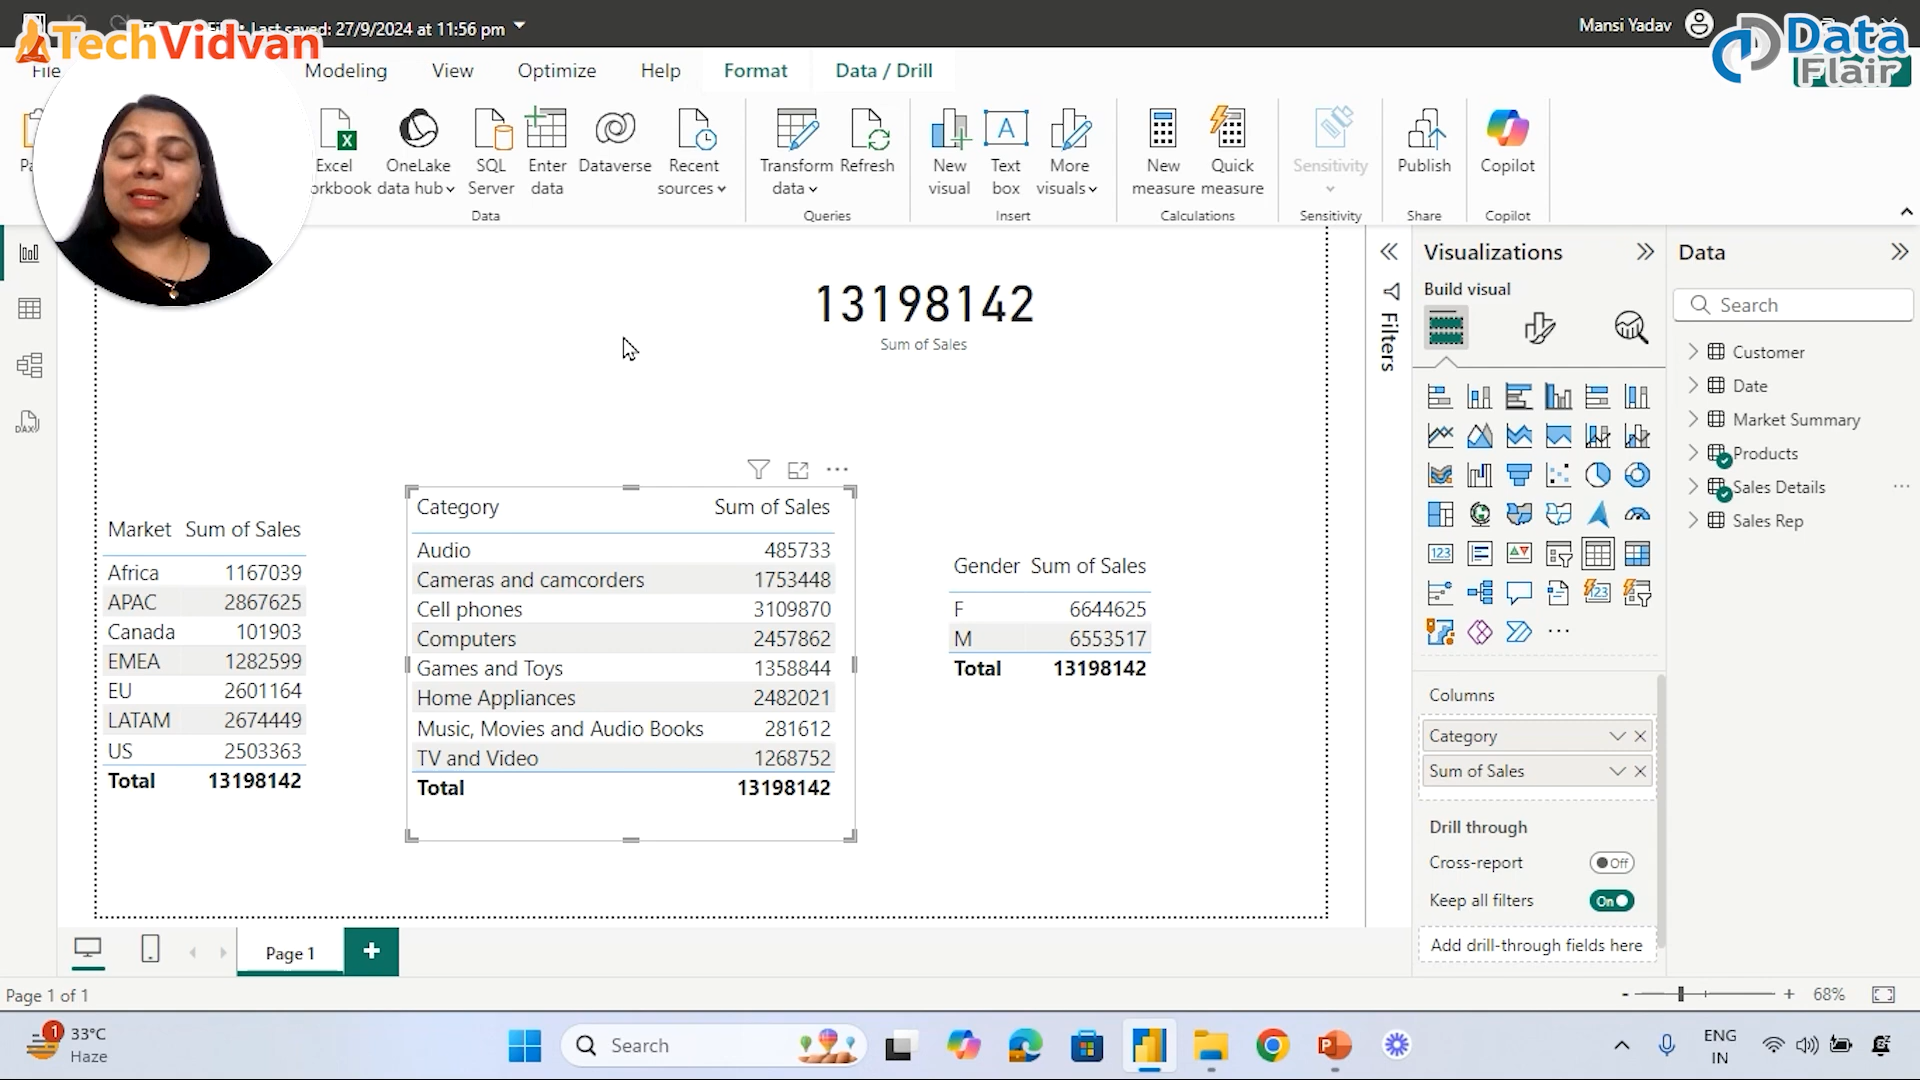 TechVidvan
Last saved: 27/9/2024 at 11:56 pm
Mansi Yadav
Data
Flair
File
Modeling
View
Optimize
Help
Format
Data / Drill
Excel
OneLake
data hub
SQL
Server
Enter
data
Dataverse
Recent
sources
Data
Transform
data
Refresh
Queries
New
visual
Text
box
More
visuals
Insert
New
measure
Quick
measure
Calculations
Sensitivity
Sensitivity
Publish
Share
Copilot
Copilot
13198142
Sum of Sales
Market Sum of Sales
Africa 1167039
APAC 2867625
Canada 101903
EMEA 1282599
EU 2601164
LATAM 2674449
US 2503363
Total 13198142
Category Sum of Sales
Audio 485733
Cameras and camcorders 1753448
Cell phones 3109870
Computers 2457862
Games and Toys 1358844
Home Appliances 2482021
Music, Movies and Audio Books 281612
TV and Video 1268752
Total 13198142
Gender Sum of Sales
F 6644625
M 6553517
Total 13198142
Filters
Visualizations
Build visual
Columns
Category
Sum of Sales
Drill through
Cross-report Off
Keep all filters On
Add drill-through fields here
Data
Search
Customer
Date
Market Summary
Products
Sales Details
Sales Rep
Page 1
Page 1 of 1
68%
1
33°C
Haze
Search
ENG
IN